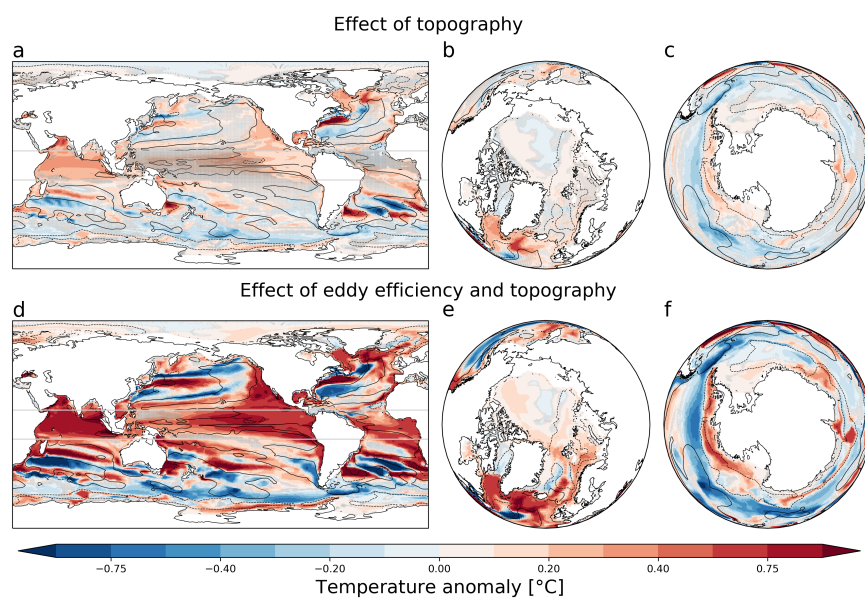 Effect of topography
a
b
c
Effect of eddy efficiency and topography
d
e
f
−0.75 −0.40 −0.20 0.00 0.20 0.40 0.75
Temperature anomaly [°C]